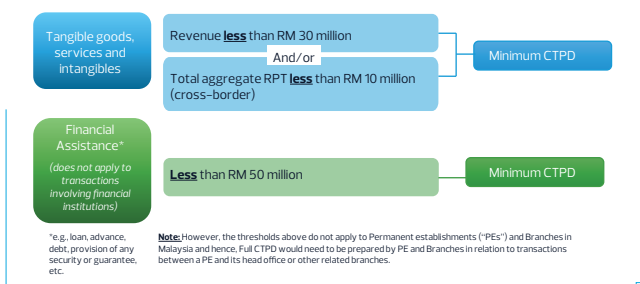 Tangible goods,
services and
intangibles
Revenue less than RM 30 million
And/or
Total aggregate RPT less than RM 10 million
(cross-border)
Minimum CTPD
Financial
Assistance*
(does not apply to
transactions
involving financial
institutions)
Less than RM 50 million
Minimum CTPD
*e.g., loan, advance,
debt, provision of any
security or guarantee,
etc.
Note: However, the thresholds above do not apply to Permanent establishments (“PEs”) and Branches in
Malaysia and hence, Full CTPD would need to be prepared by PE and Branches in relation to transactions
between a PE and its head office or other related branches.